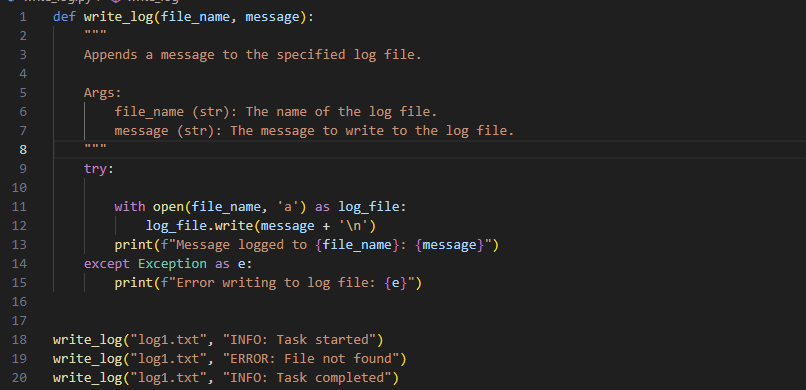 1 def write_log(file_name, message):
2     """
3     Appends a message to the specified log file.
4
5     Args:
6         file_name (str): The name of the log file.
7         message (str): The message to write to the log file.
8     """
9     try:
10
11         with open(file_name, 'a') as log_file:
12             log_file.write(message + '\n')
13         print(f"Message logged to {file_name}: {message}")
14     except Exception as e:
15         print(f"Error writing to log file: {e}")
16
17
18 write_log("log1.txt", "INFO: Task started")
19 write_log("log1.txt", "ERROR: File not found")
20 write_log("log1.txt", "INFO: Task completed")